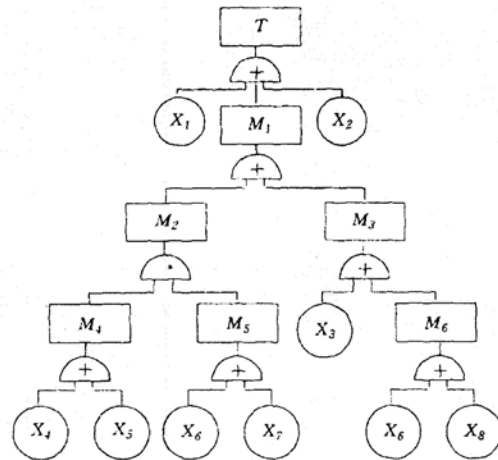 T
+
X₁ M₁ X₂
+
M₂ M₃
· +
M₄ M₅ X₃ M₆
+ + +
X₄ X₅ X₆ X₇ X₆ X₈